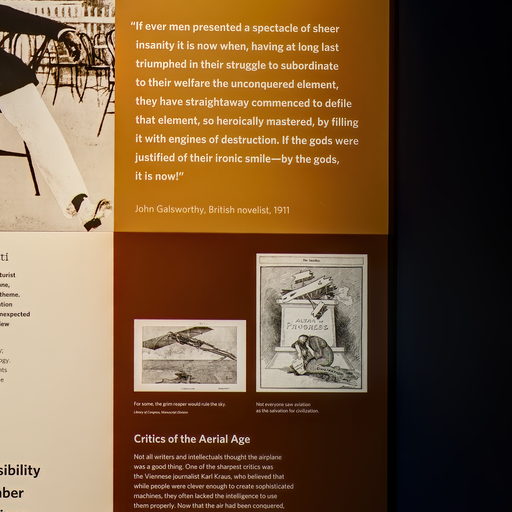 "If ever men presented a spectacle of sheer
insanity it is now when, having at long last
triumphed in their struggle to subordinate
to their welfare the unconquered element,
they have straightaway commenced to defile
that element, so heroically mastered, by filling
it with engines of destruction. If the gods were
justified of their ironic smile—by the gods,
it is now!"
John Galsworthy, British novelist, 1911
ti
turist
theme.
nexpected
ogy.
sibility
ALTAR OF
PROGRESS
For some, the grim reaper would rule the sky.
Library of Congress, Manuscript Division
Not everyone saw aviation
as the salvation for civilization.
Critics of the Aerial Age
Not all writers and intellectuals thought the airplane
was a good thing. One of the sharpest critics was
the Viennese journalist Karl Kraus, who believed that
while people were clever enough to create sophisticated
machines, they often lacked the intelligence to use
them properly. Now that the air had been conquered,